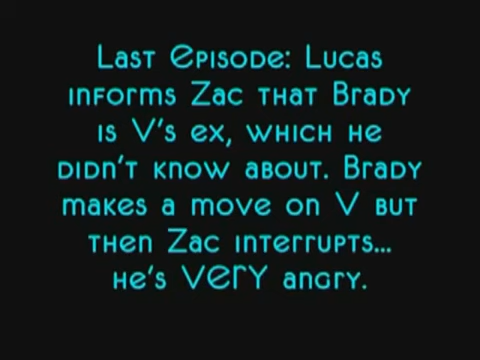 Last Episode: Lucas
informs Zac that Brady
is V's ex, which he
didn't know about. Brady
makes a move on V but
then Zac interrupts...
He's VERY angry.